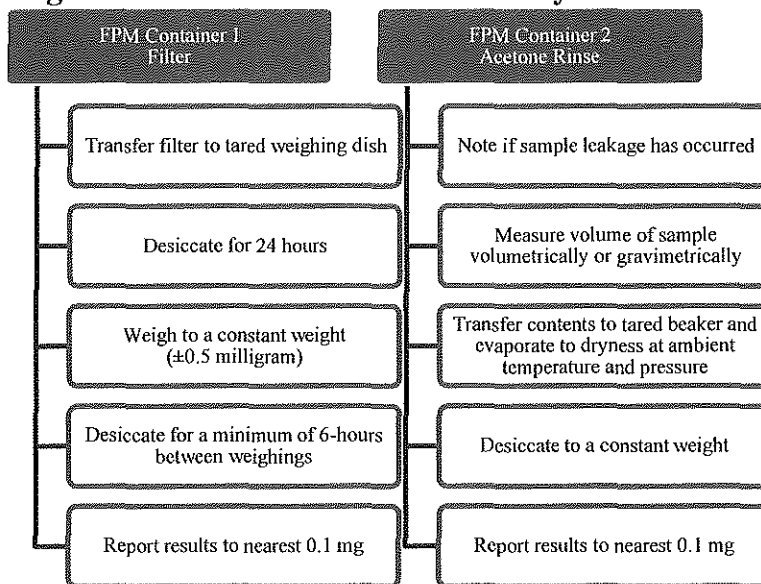 FPM Container 1
Filter
Transfer filter to tared weighing dish
Desiccate for 24 hours
Weigh to a constant weight
(±0.5 milligram)
Desiccate for a minimum of 6-hours
between weighings
Report results to nearest 0.1 mg
FPM Container 2
Acetone Rinse
Note if sample leakage has occurred
Measure volume of sample
volumetrically or gravimetrically
Transfer contents to tared beaker and
evaporate to dryness at ambient
temperature and pressure
Desiccate to a constant weight
Report results to nearest 0.1 mg